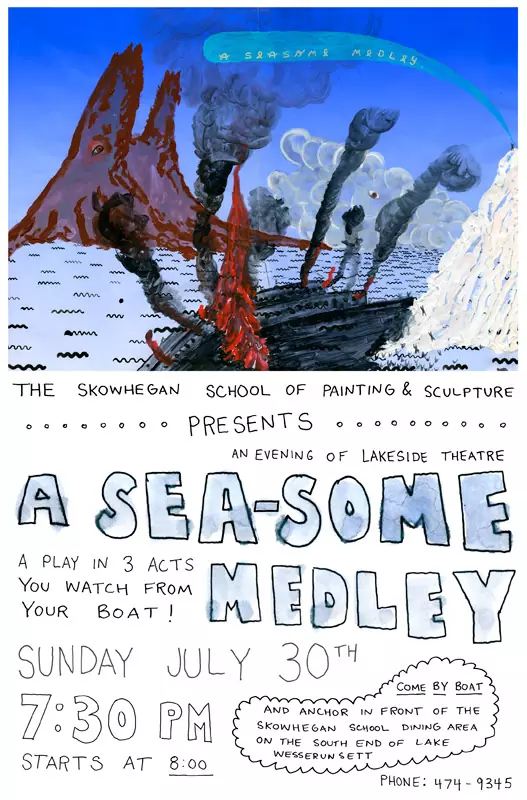 A SEASAME MEDLEY.
THE SKOWHEGAN SCHOOL OF PAINTING & SCULPTURE
PRESENTS
AN EVENING OF LAKESIDE THEATRE
A SEA-SOME
MEDLEY
A PLAY IN 3 ACTS
YOU WATCH FROM
YOUR BOAT!
SUNDAY JULY 30TH
7:30 PM
STARTS AT 8:00
COME BY BOAT
AND ANCHOR IN FRONT OF THE
SKOWHEGAN SCHOOL DINING AREA
ON THE SOUTH END OF LAKE
WESSERUNSETT
PHONE: 474-9345